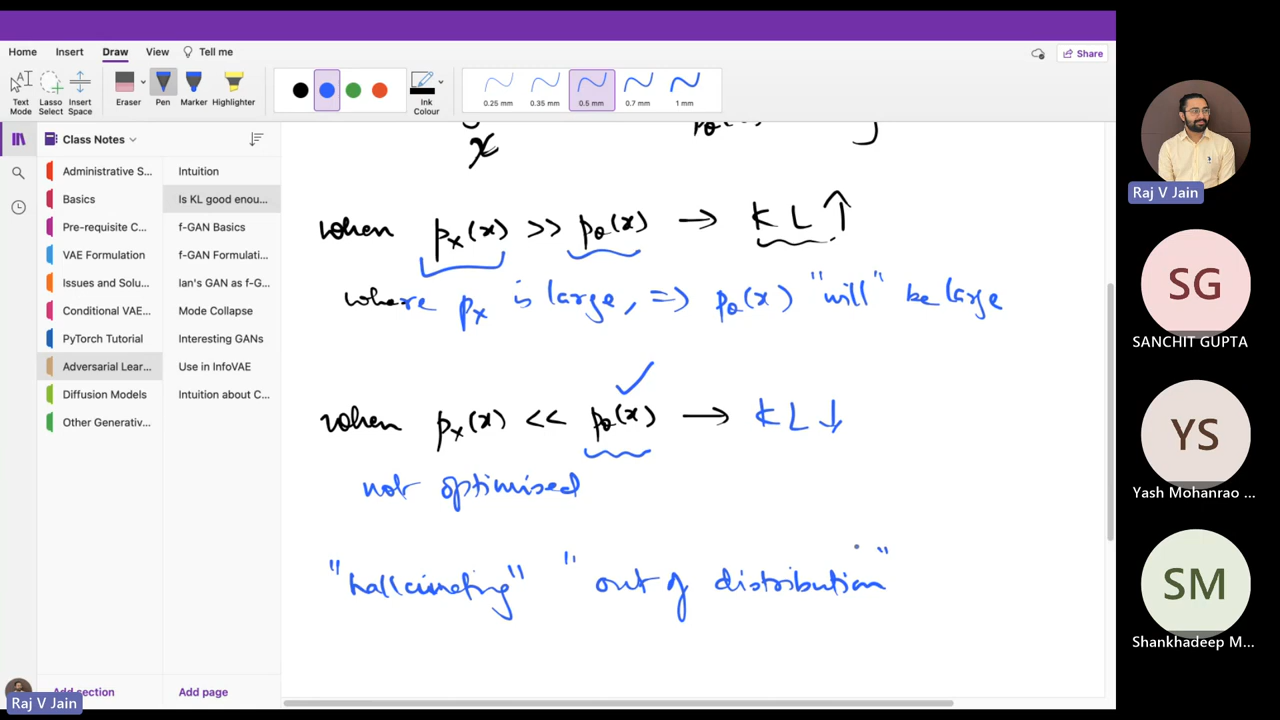 Home Insert Draw View Tell me
Share
Text Mode
Lasso Select
Insert Space
Eraser
Pen
Marker
Highlighter
Ink Colour
0.25 mm
0.35 mm
0.5 mm
0.7 mm
1 mm
Class Notes
Administrative S...
Basics
Pre-requisite C...
VAE Formulation
Issues and Solu...
Conditional VAE...
PyTorch Tutorial
Adversarial Lear...
Diffusion Models
Other Generativ...
Add section
Intuition
Is KL good enou...
f-GAN Basics
f-GAN Formulati...
Ian's GAN as f-G...
Mode Collapse
Interesting GANs
Use in InfoVAE
Intuition about C...
Add page
x
when pₓ(x) >> p_θ(x) → KL ↑
where pₓ is large, => p_θ(x) "will" be large
when pₓ(x) << p_θ(x) → KL ↓
not optimised
"hallcinating" "out of distribution"
Raj V Jain
SG
SANCHIT GUPTA
YS
Yash Mohanrao ...
SM
Shankhadeep M...
Raj V Jain